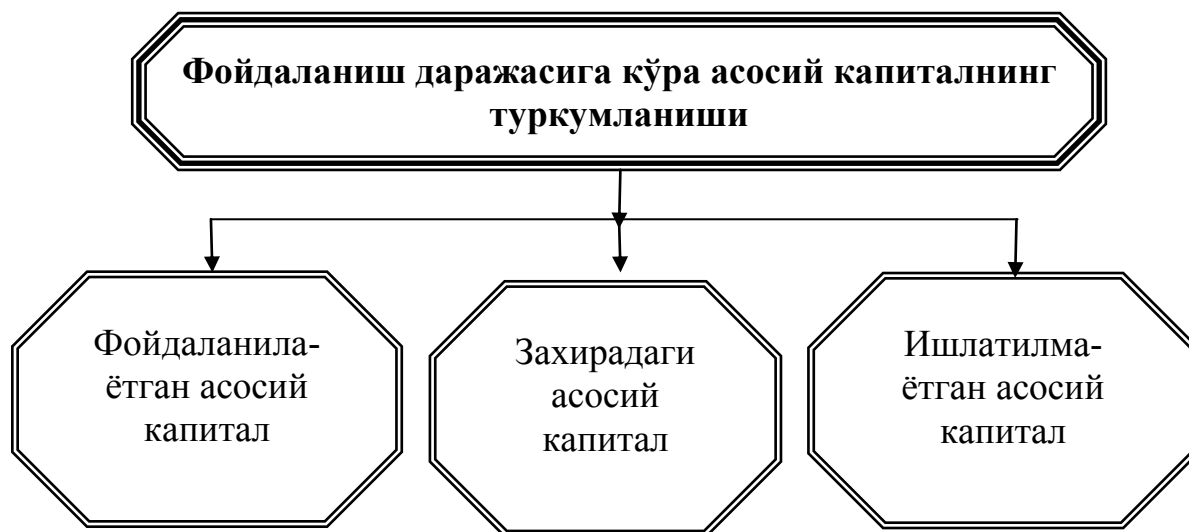 Фойдаланиш даражасига кўра асосий капиталнинг
туркумланиши
Фойдаланила-
ётган асосий
капитал
Захирадаги
асосий
капитал
Ишлатилма-
ётган асосий
капитал